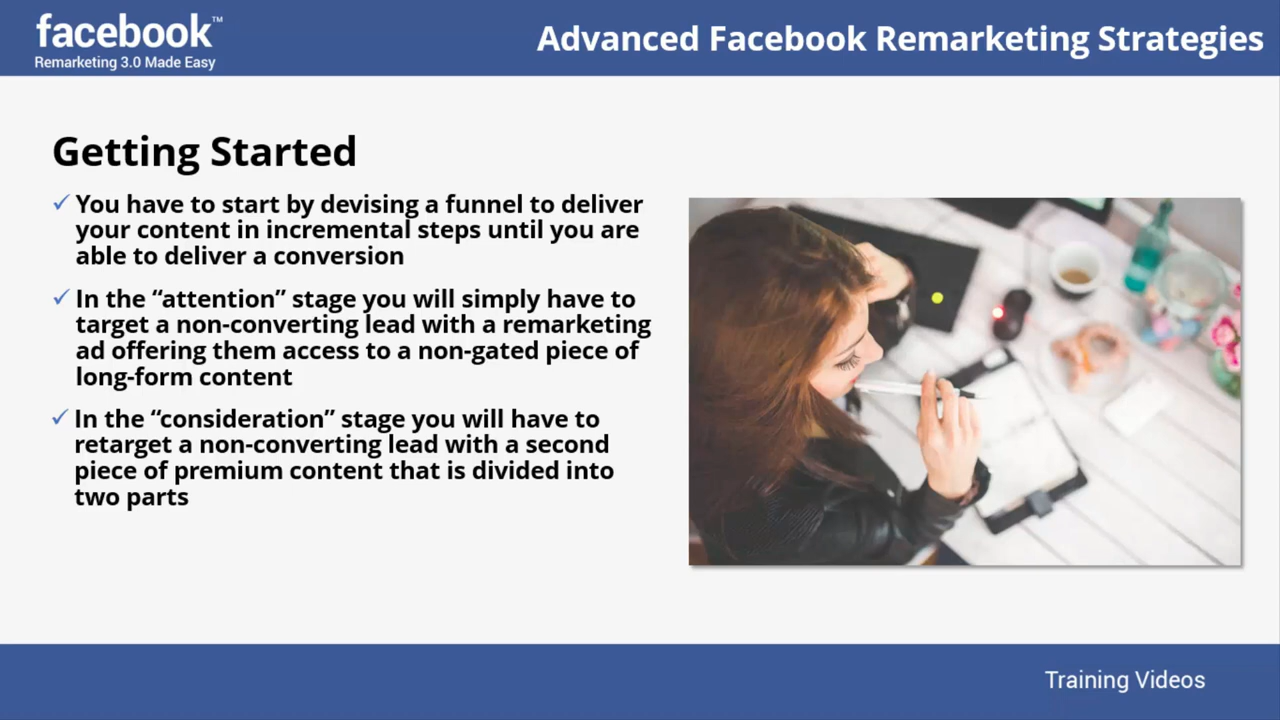 facebook™
Remarketing 3.0 Made Easy
Advanced Facebook Remarketing Strategies
Getting Started
✓ You have to start by devising a funnel to deliver
your content in incremental steps until you are
able to deliver a conversion
✓ In the “attention” stage you will simply have to
target a non-converting lead with a remarketing
ad offering them access to a non-gated piece of
long-form content
✓ In the “consideration” stage you will have to
retarget a non-converting lead with a second
piece of premium content that is divided into
two parts
Training Videos